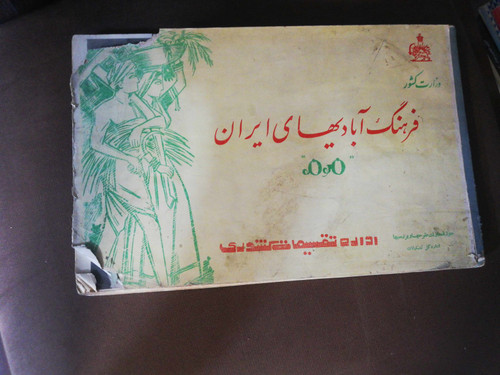 وزارت کشور
فرهنگ آبادیهای ایران
"ص و ه"
اداره تقسیمات کشوری